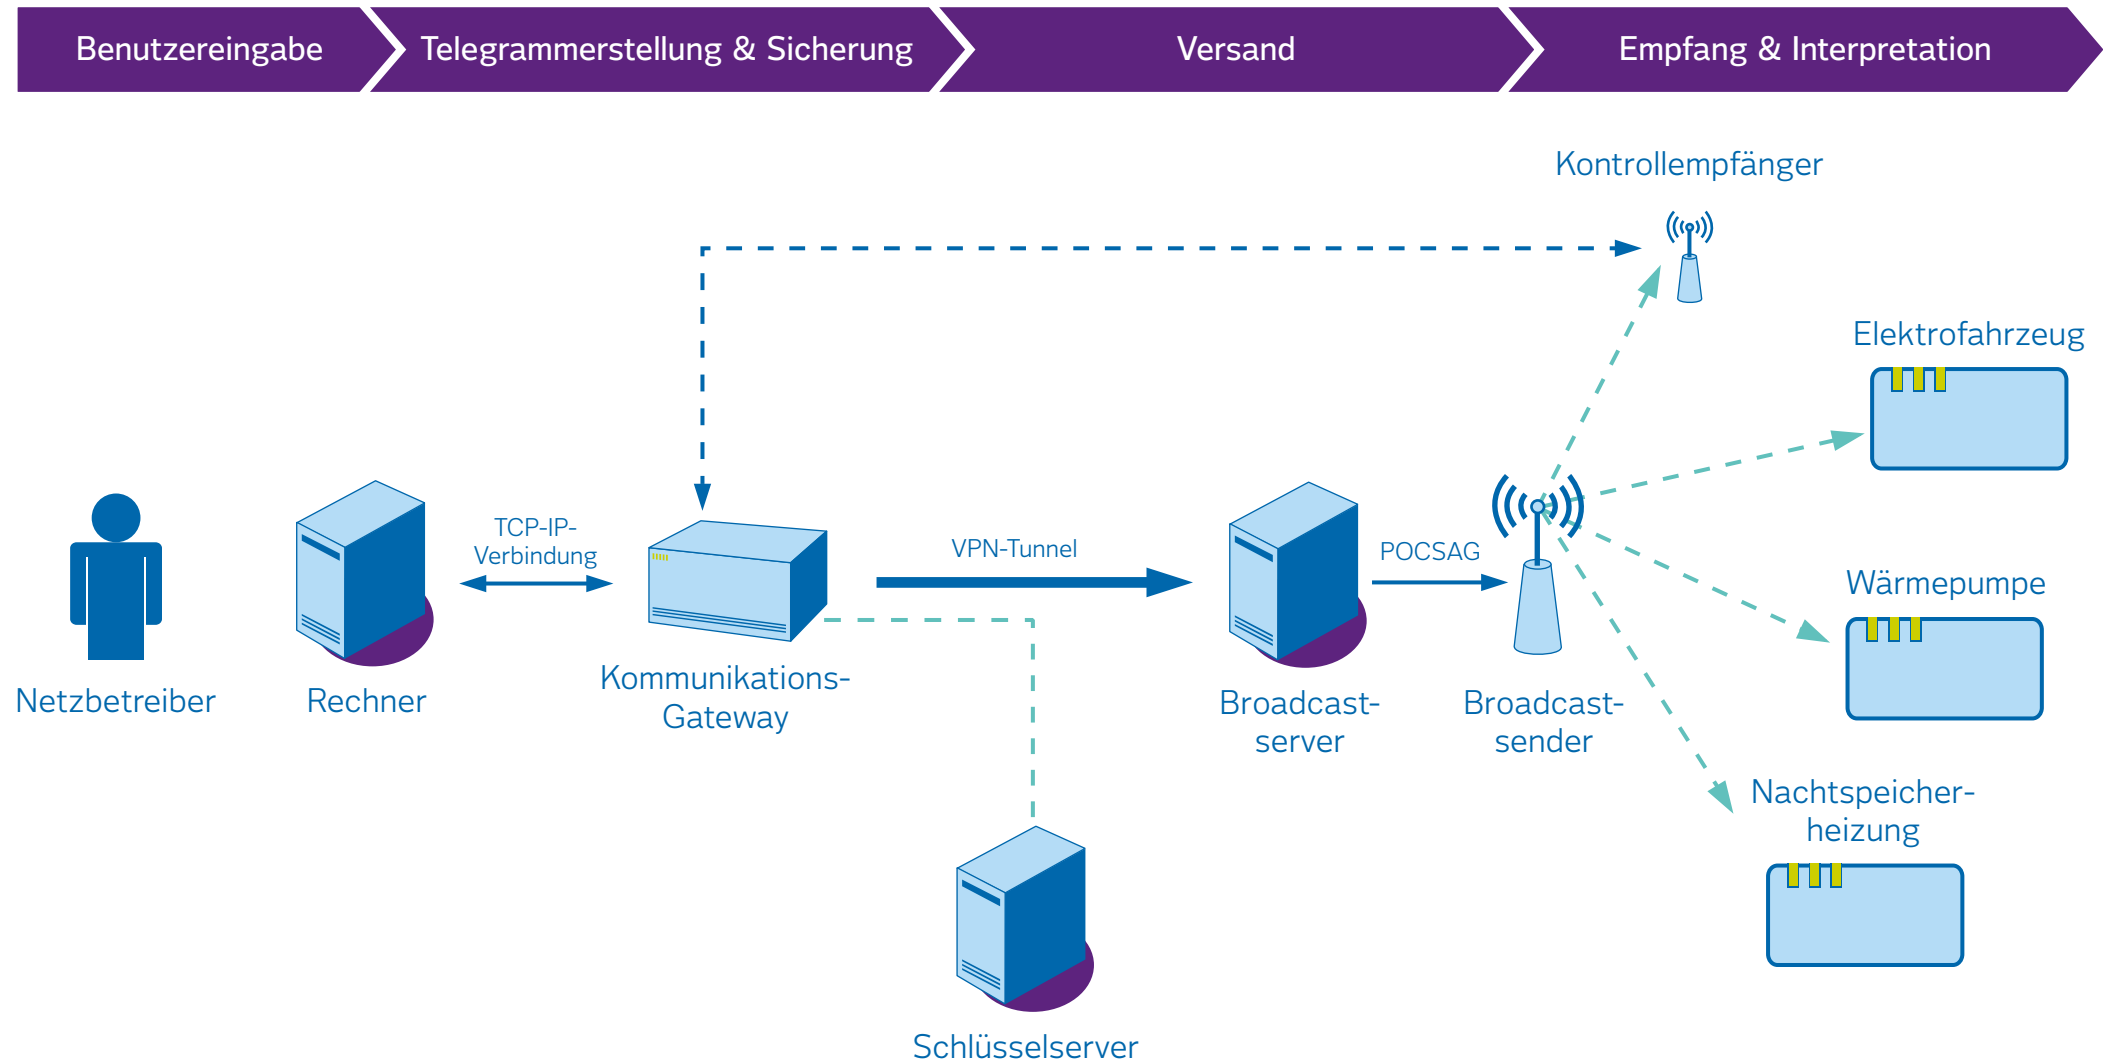 Benutzereingabe
Telegrammerstellung & Sicherung
Versand
Empfang & Interpretation
Kontrollempfänger
Elektrofahrzeug
TCP-IP-
Verbindung
VPN-Tunnel
POCSAG
Wärmepumpe
Netzbetreiber
Rechner
Kommunikations-
Gateway
Broadcast-
server
Broadcast-
sender
Nachtspeicher-
heizung
Schlüsselserver